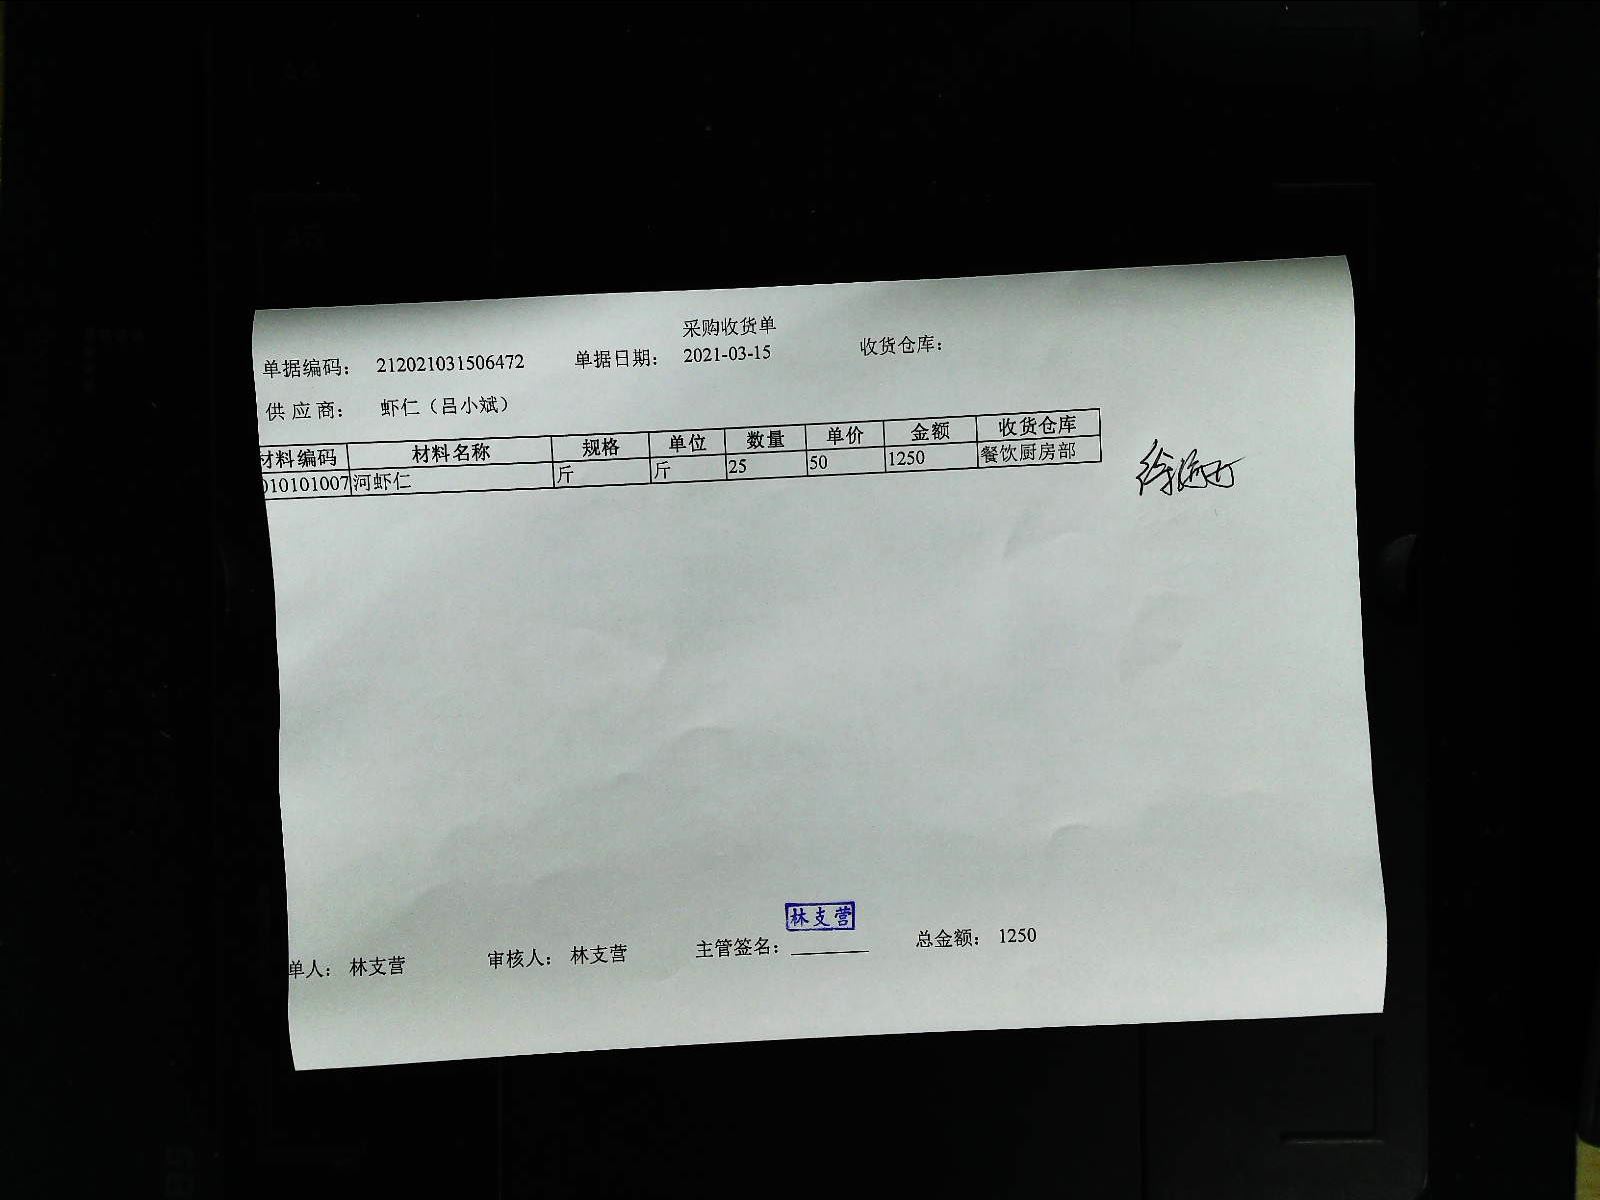 采购收货单
单据编码： 212021031506472 单据日期： 2021-03-15 收货仓库：
供 应 商： 虾仁（吕小斌）
材料编码 材料名称 规格 单位 数量 单价 金额 收货仓库
010101007 河虾仁 斤 斤 25 50 1250 餐饮厨房部
林支营
单人： 林支营 审核人： 林支营 主管签名： 总金额： 1250